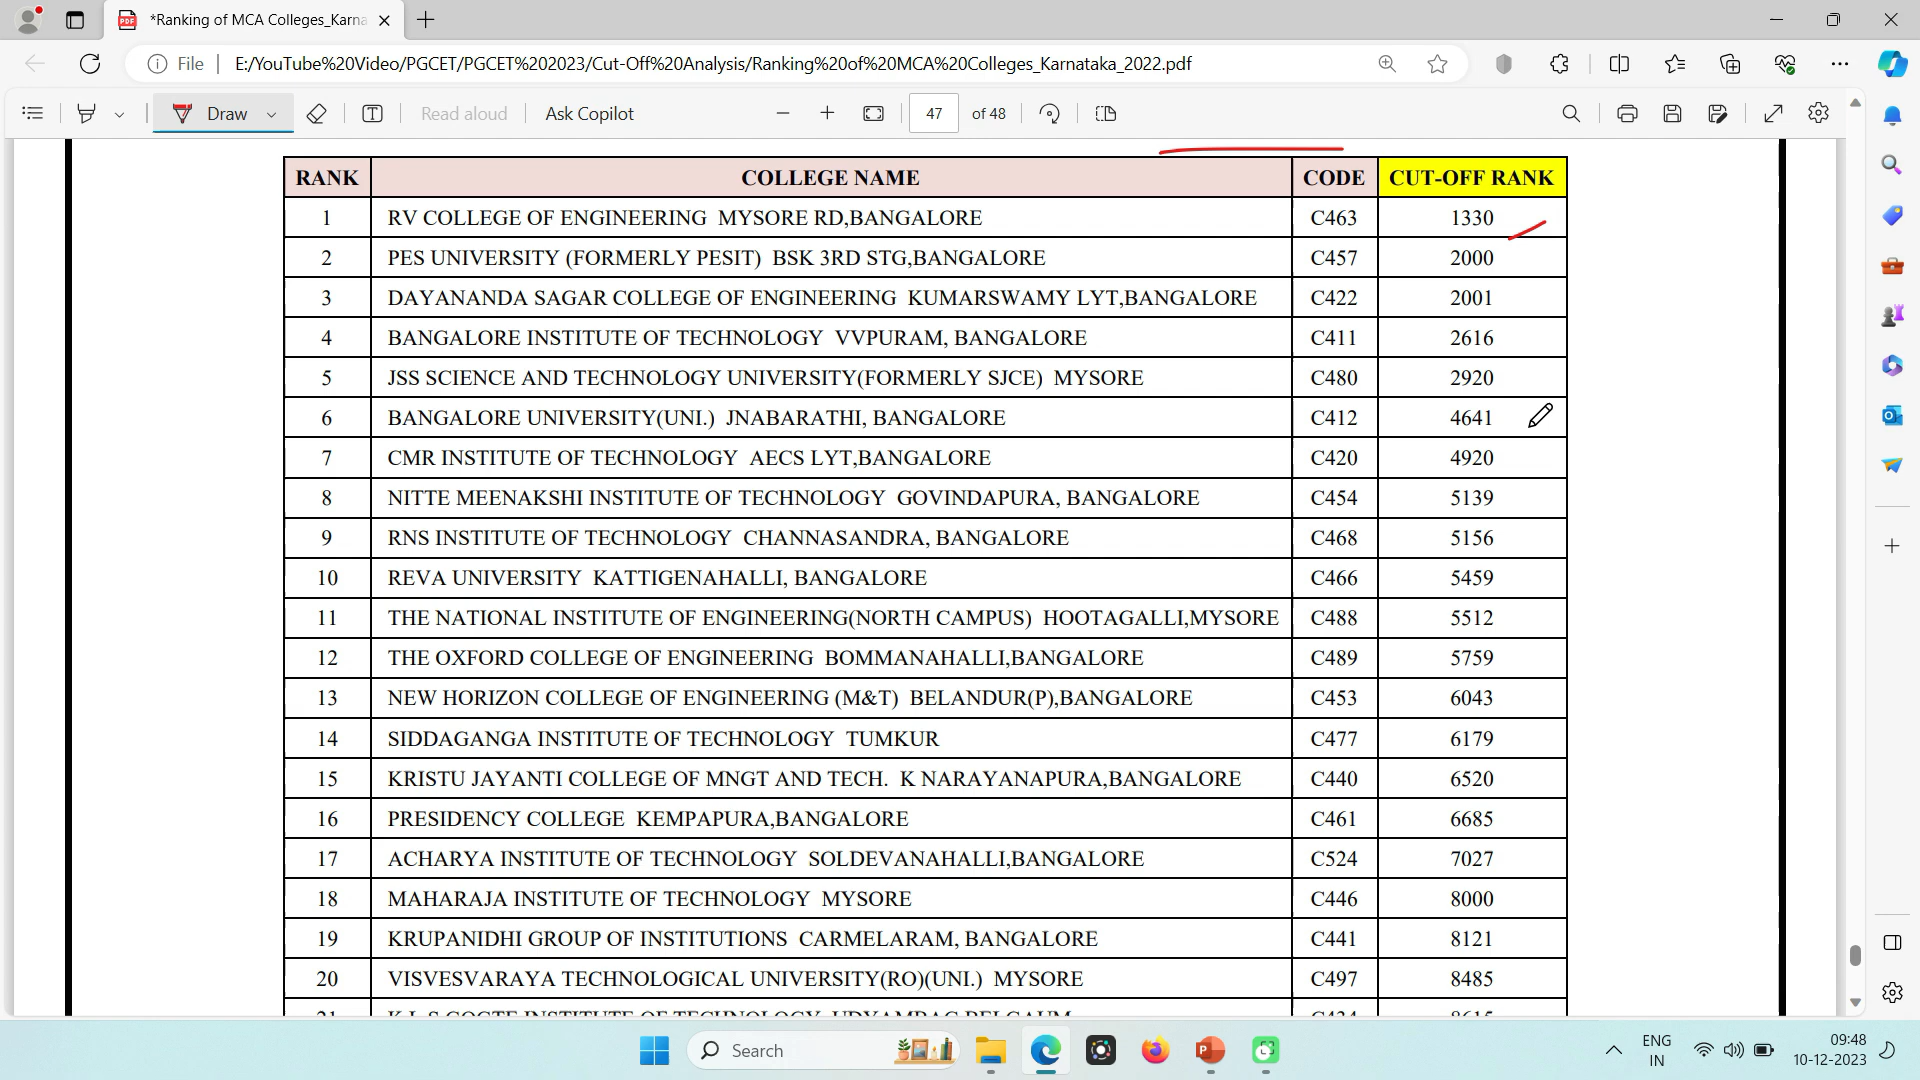 *Ranking of MCA Colleges_Karna
File
E:/YouTube%20Video/PGCET/PGCET%202023/Cut-Off%20Analysis/Ranking%20of%20MCA%20Colleges_Karnataka_2022.pdf
Draw
Read aloud
Ask Copilot
47 of 48
RANK COLLEGE NAME CODE CUT-OFF RANK
1 RV COLLEGE OF ENGINEERING MYSORE RD,BANGALORE C463 1330
2 PES UNIVERSITY (FORMERLY PESIT) BSK 3RD STG,BANGALORE C457 2000
3 DAYANANDA SAGAR COLLEGE OF ENGINEERING KUMARSWAMY LYT,BANGALORE C422 2001
4 BANGALORE INSTITUTE OF TECHNOLOGY VVPURAM, BANGALORE C411 2616
5 JSS SCIENCE AND TECHNOLOGY UNIVERSITY(FORMERLY SJCE) MYSORE C480 2920
6 BANGALORE UNIVERSITY(UNI.) JNABARATHI, BANGALORE C412 4641
7 CMR INSTITUTE OF TECHNOLOGY AECS LYT,BANGALORE C420 4920
8 NITTE MEENAKSHI INSTITUTE OF TECHNOLOGY GOVINDAPURA, BANGALORE C454 5139
9 RNS INSTITUTE OF TECHNOLOGY CHANNASANDRA, BANGALORE C468 5156
10 REVA UNIVERSITY KATTIGENAHALLI, BANGALORE C466 5459
11 THE NATIONAL INSTITUTE OF ENGINEERING(NORTH CAMPUS) HOOTAGALLI,MYSORE C488 5512
12 THE OXFORD COLLEGE OF ENGINEERING BOMMANAHALLI,BANGALORE C489 5759
13 NEW HORIZON COLLEGE OF ENGINEERING (M&T) BELANDUR(P),BANGALORE C453 6043
14 SIDDAGANGA INSTITUTE OF TECHNOLOGY TUMKUR C477 6179
15 KRISTU JAYANTI COLLEGE OF MNGT AND TECH. K NARAYANAPURA,BANGALORE C440 6520
16 PRESIDENCY COLLEGE KEMPAPURA,BANGALORE C461 6685
17 ACHARYA INSTITUTE OF TECHNOLOGY SOLDEVANAHALLI,BANGALORE C524 7027
18 MAHARAJA INSTITUTE OF TECHNOLOGY MYSORE C446 8000
19 KRUPANIDHI GROUP OF INSTITUTIONS CARMELARAM, BANGALORE C441 8121
20 VISVESVARAYA TECHNOLOGICAL UNIVERSITY(RO)(UNI.) MYSORE C497 8485
Search
ENG
IN
09:48
10-12-2023